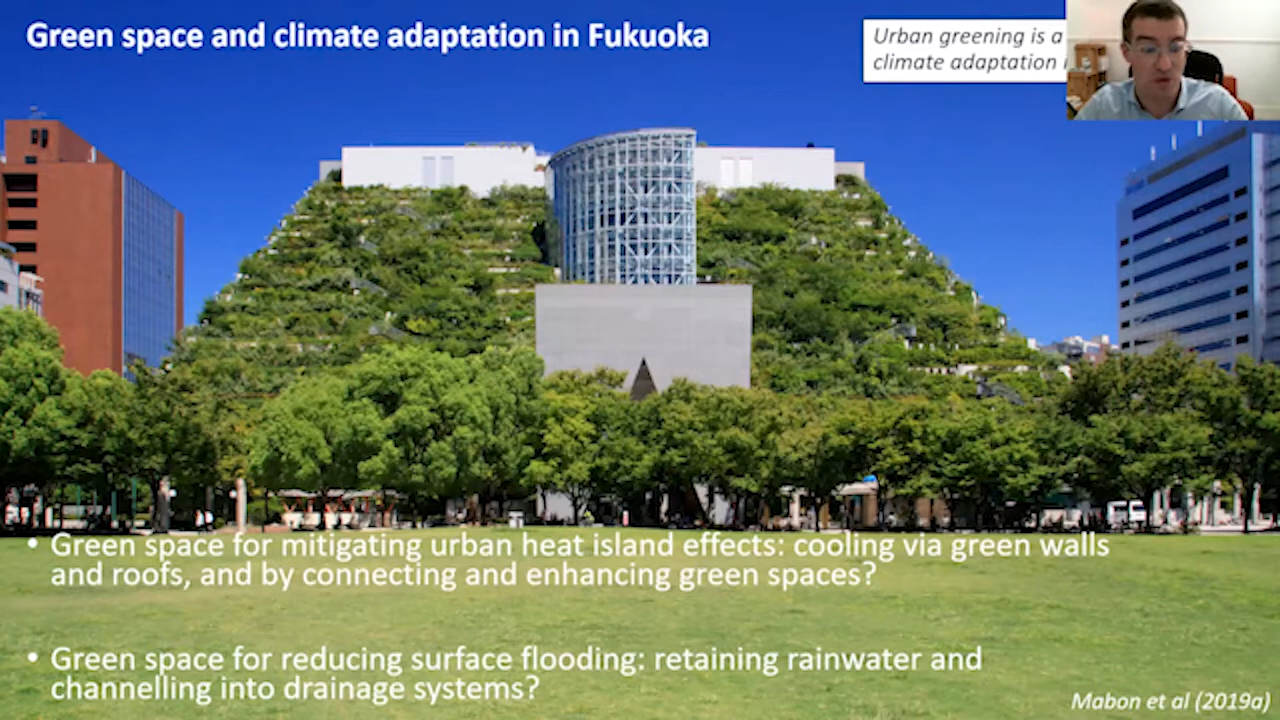 Green space and climate adaptation in Fukuoka
Urban greening is a
climate adaptation
• Green space for mitigating urban heat island effects: cooling via green walls
and roofs, and by connecting and enhancing green spaces?
• Green space for reducing surface flooding: retaining rainwater and
channelling into drainage systems?
Mabon et al (2019a)